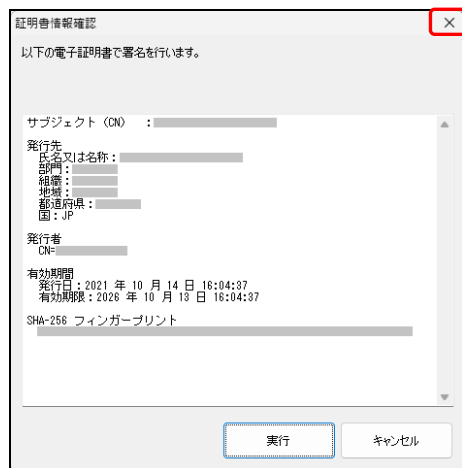 証明書情報確認
以下の電子証明書で署名を行います。
サブジェクト（CN）　：
発行先
氏名又は名称：
部門：
組織：
地域：
都道府県：
国：JP
発行者
CN=
有効期間
発行日：2021 年 10 月 14 日 16:04:37
有効期限：2026 年 10 月 13 日 16:04:37
SHA-256 フィンガープリント
実行　キャンセル